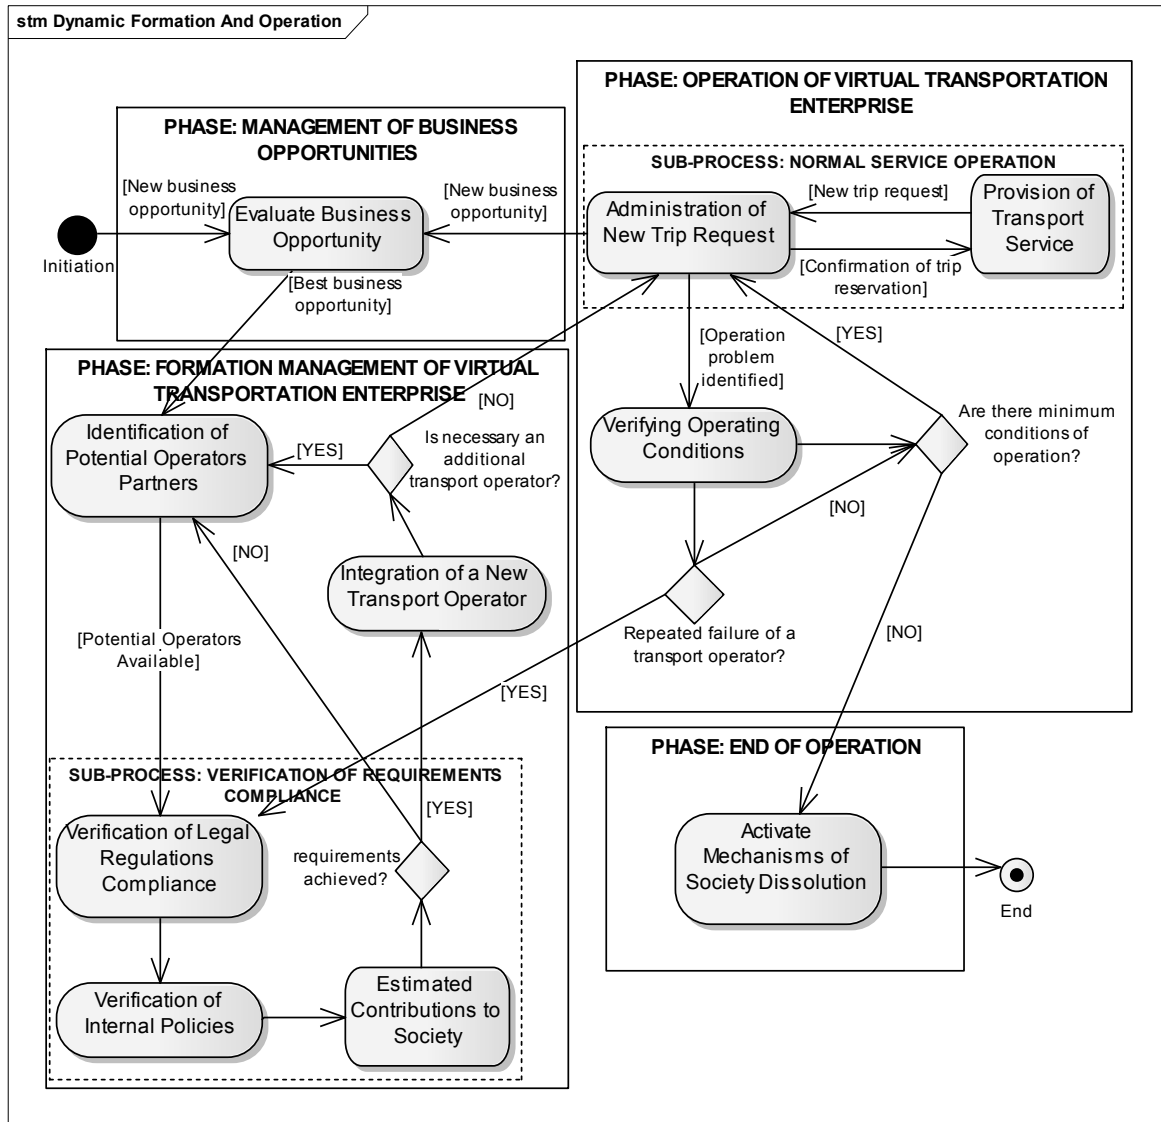 stm Dynamic Formation And Operation
PHASE: MANAGEMENT OF BUSINESS
OPPORTUNITIES
[New business
opportunity]
[New business
opportunity]
Evaluate Business
Opportunity
Initiation
[Best business
opportunity]
PHASE: OPERATION OF VIRTUAL TRANSPORTATION
ENTERPRISE
SUB-PROCESS: NORMAL SERVICE OPERATION
Administration of
New Trip Request
[New trip request]
Provision of
Transport
Service
[Confirmation of trip
reservation]
[Operation
problem
identified]
[YES]
Verifying Operating
Conditions
Are there minimum
conditions of
operation?
[NO]
Repeated failure of a
transport operator?
[NO]
[YES]
PHASE: FORMATION MANAGEMENT OF VIRTUAL
TRANSPORTATION ENTERPRISE
[NO]
Identification of
Potential Operators
Partners
[YES]
Is necessary an
additional
transport operator?
[NO]
Integration of a New
Transport Operator
[Potential Operators
Available]
SUB-PROCESS: VERIFICATION OF REQUIREMENTS
COMPLIANCE
[YES]
Verification of Legal
Regulations
Compliance
requirements
achieved?
Verification of
Internal Policies
Estimated
Contributions to
Society
PHASE: END OF OPERATION
Activate
Mechanisms of
Society Dissolution
End